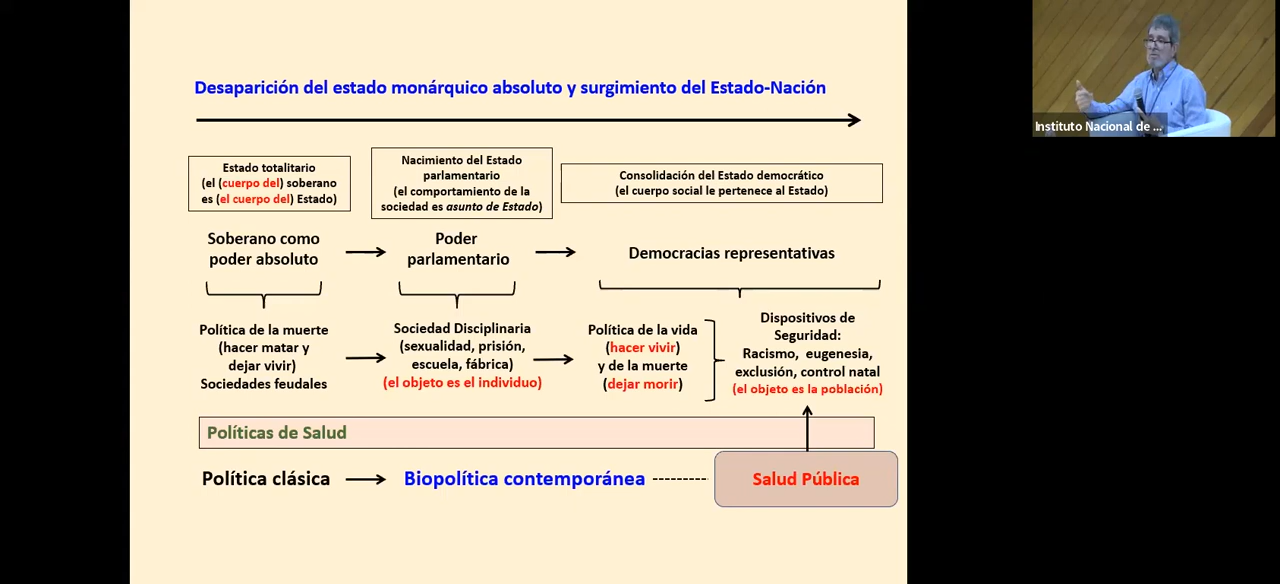 Desaparición del estado monárquico absoluto y surgimiento del Estado-Nación
Estado totalitario
(el (cuerpo del) soberano
es (el cuerpo del) Estado)
Nacimiento del Estado
parlamentario
(el comportamiento de la
sociedad es asunto de Estado)
Consolidación del Estado democrático
(el cuerpo social le pertenece al Estado)
Soberano como
poder absoluto
Poder
parlamentario
Democracias representativas
Política de la muerte
(hacer matar y
dejar vivir)
Sociedades feudales
Sociedad Disciplinaria
(sexualidad, prisión,
escuela, fábrica)
(el objeto es el individuo)
Política de la vida
(hacer vivir)
y de la muerte
(dejar morir)
Dispositivos de
Seguridad:
Racismo, eugenesia,
exclusión, control natal
(el objeto es la población)
Políticas de Salud
Política clásica
Biopolítica contemporánea
Salud Pública
Instituto Nacional de ...